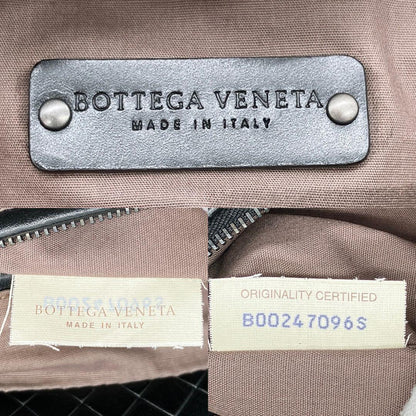 BOTTEGA VENETA
MADE IN ITALY
BOTTEGA VENETA
MADE IN ITALY
ORIGINALITY CERTIFIED
B00247096S